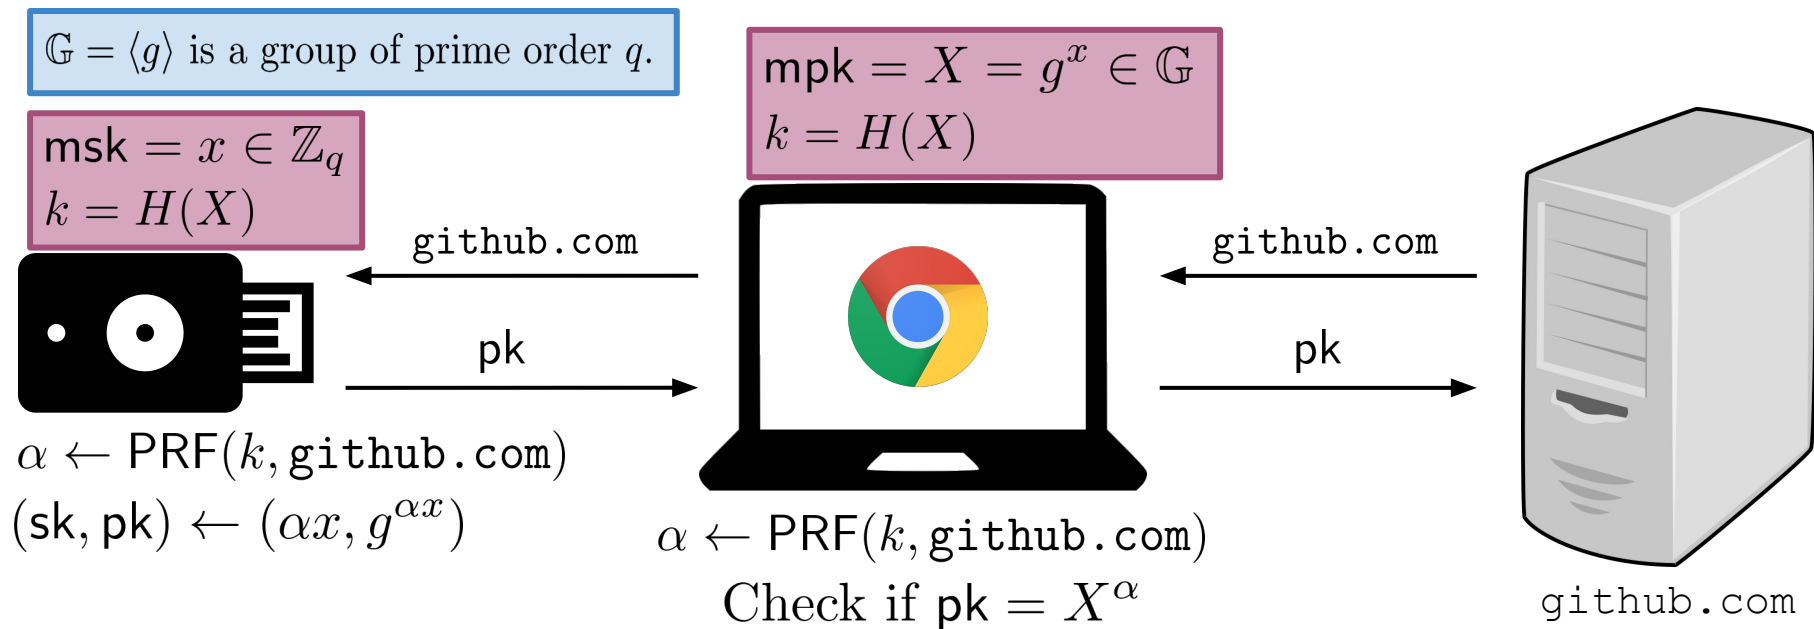 𝔾 = ⟨g⟩ is a group of prime order q.
msk = x ∈ ℤ_q
k = H(X)
mpk = X = g^x ∈ 𝔾
k = H(X)
github.com
pk
github.com
pk
α ← PRF(k, github.com)
(sk, pk) ← (αx, g^{αx})
α ← PRF(k, github.com)
Check if pk = X^α
github.com